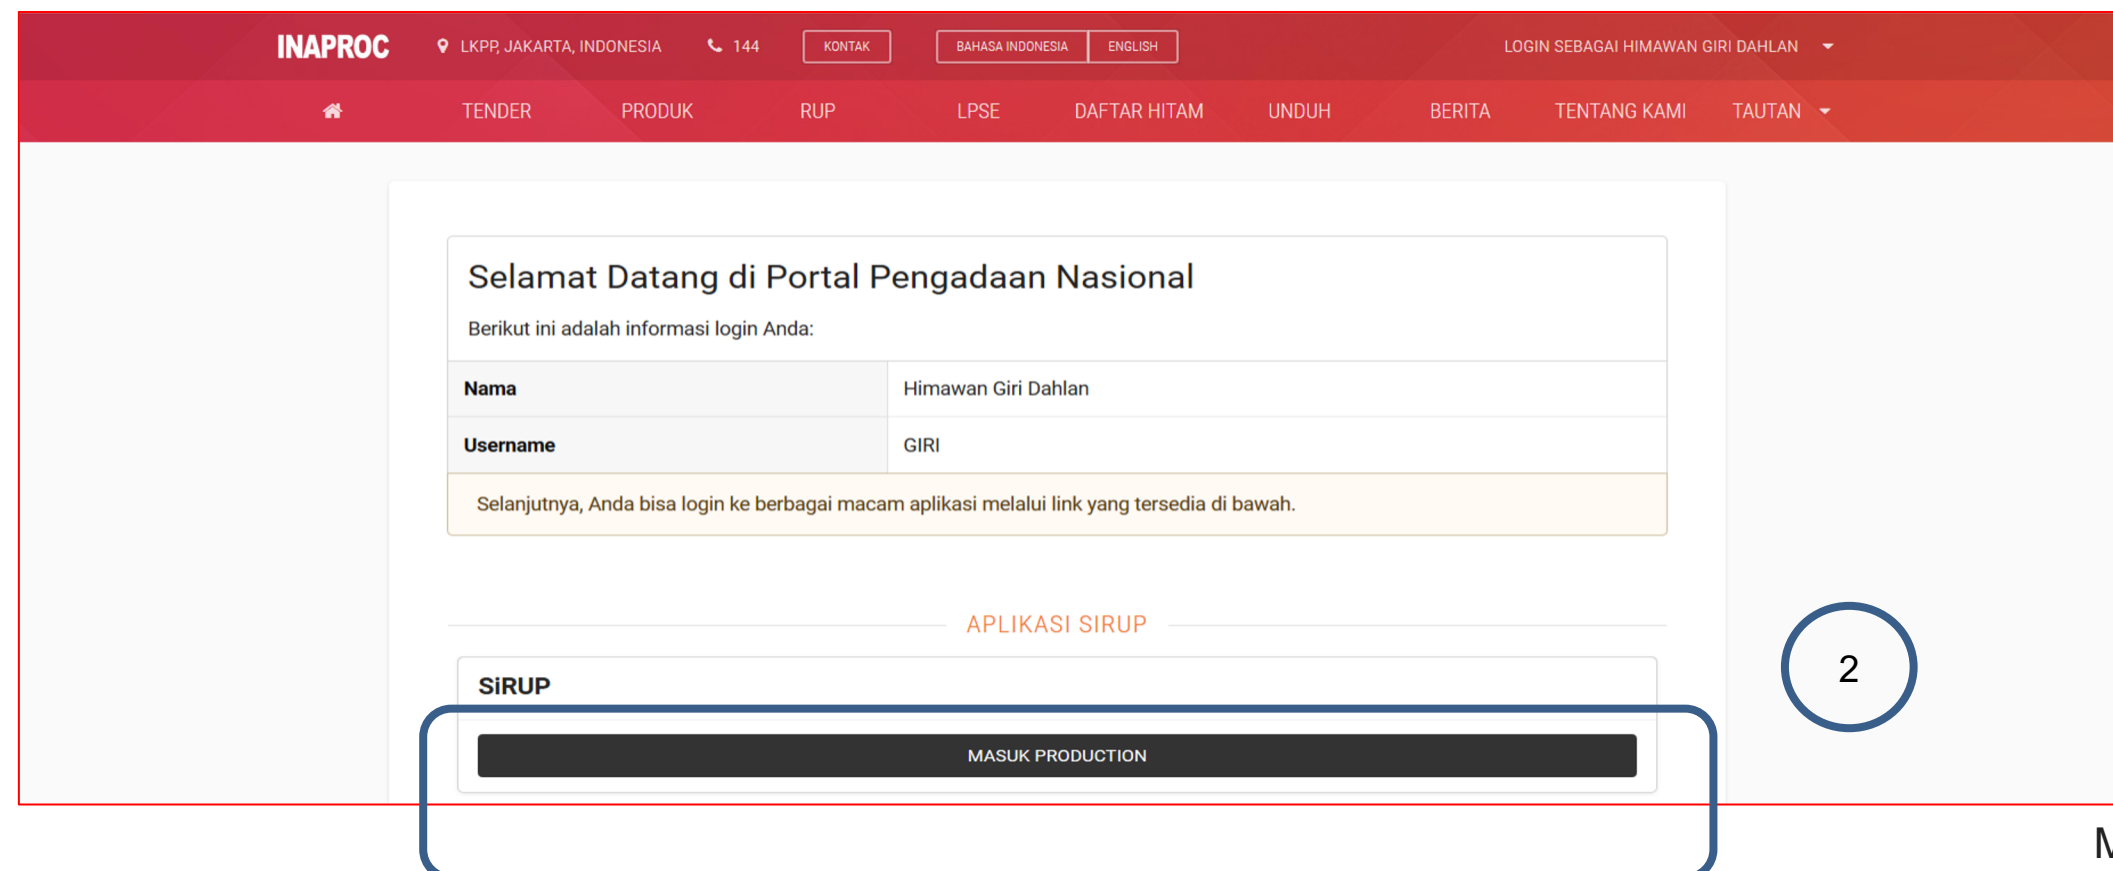 INAPROC LKPP, JAKARTA, INDONESIA 144 KONTAK BAHASA INDONESIA ENGLISH LOGIN SEBAGAI HIMAWAN GIRI DAHLAN
TENDER PRODUK RUP LPSE DAFTAR HITAM UNDUH BERITA TENTANG KAMI TAUTAN
Selamat Datang di Portal Pengadaan Nasional
Berikut ini adalah informasi login Anda:
Nama Himawan Giri Dahlan
Username GIRI
Selanjutnya, Anda bisa login ke berbagai macam aplikasi melalui link yang tersedia di bawah.
APLIKASI SIRUP
2
SiRUP
MASUK PRODUCTION